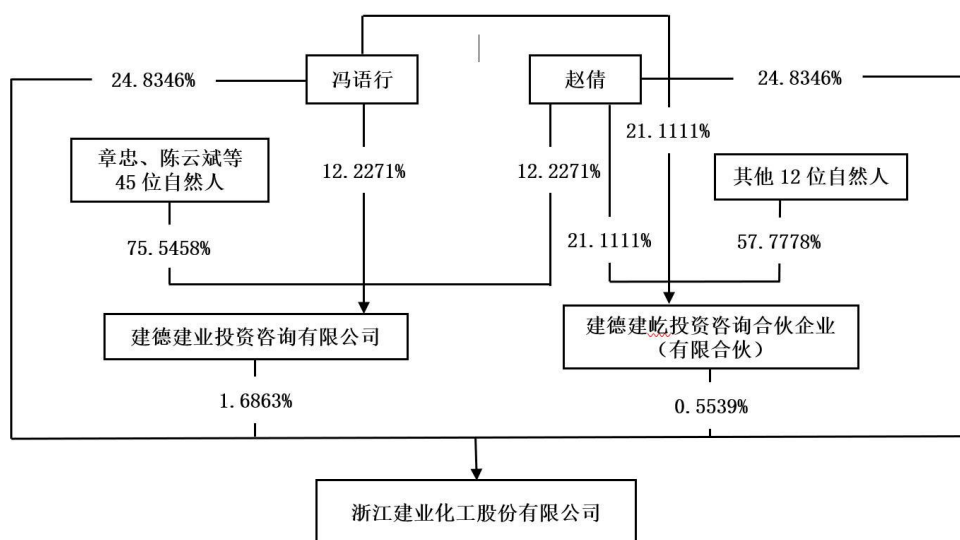 冯语行
赵倩
24.8346%
24.8346%
21.1111%
章忠、陈云斌等
45 位自然人
12.2271%
12.2271%
其他 12 位自然人
75.5458%
21.1111%
57.7778%
建德建业投资咨询有限公司
建德建屹投资咨询合伙企业
（有限合伙）
1.6863%
0.5539%
浙江建业化工股份有限公司